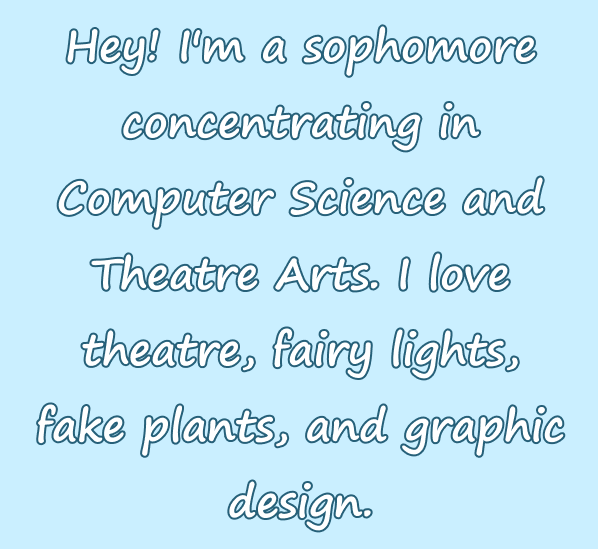 Hey! I'm a sophomore
concentrating in
Computer Science and
Theatre Arts. I love
theatre, fairy lights,
fake plants, and graphic
design.